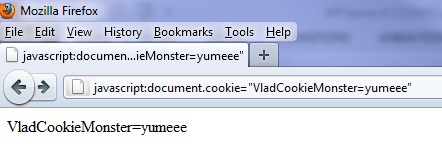 Mozilla Firefox
File Edit View History Bookmarks Tools Help
javascript:documen...ieMonster=yumeee"
javascript:document.cookie="VladCookieMonster=yumeee"
VladCookieMonster=yumeee